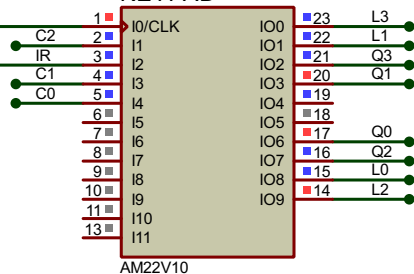 1 I0/CLK IO0 23 L3
C2 2 I1 IO1 22 L1
IR 3 I2 IO2 21 Q3
C1 4 I3 IO3 20 Q1
C0 5 I4 IO4 19
6 I5 IO5 18
7 I6 IO6 17 Q0
8 I7 IO7 16 Q2
9 I8 IO8 15 L0
10 I9 IO9 14 L2
11 I10
13 I11
AM22V10